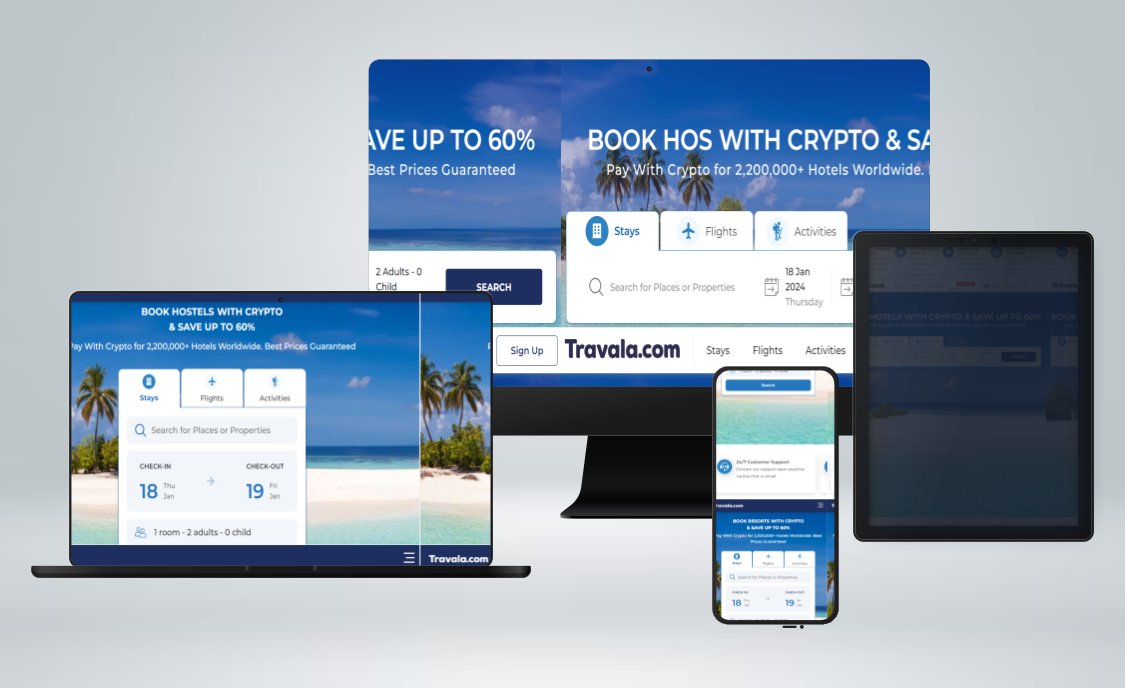 AVE UP TO 60%
Best Prices Guaranteed
BOOK HOS WITH CRYPTO & SA
Pay With Crypto for 2,200,000+ Hotels Worldwide.
Stays
Flights
Activities
2 Adults - 0
Child
SEARCH
Search for Places or Properties
18 Jan
2024
Thursday
Sign Up
Travala.com
Stays
Flights
Activities
BOOK HOSTELS WITH CRYPTO
& SAVE UP TO 60%
Pay With Crypto for 2,200,000+ Hotels Worldwide. Best Prices Guaranteed
Stays
Flights
Activities
Search for Places or Properties
CHECK-IN
CHECK-OUT
18 Thu
Jan
19 Fri
Jan
1 room - 2 adults - 0 child
Travala.com
Search
24/7 Customer Support
Contact our support team anytime
via live chat or email
ravala.com
BOOK RESORTS WITH CRYPTO
& SAVE UP TO 60%
Pay With Crypto for 2,200,000+ Hotels Worldwide. Best
Prices Guaranteed!
Stays
Flights
Activities
Search for Places or Properties
CHECK-IN
CHECK-OUT
18
19
HOTELS WITH CRYPTO & SAVE UP TO 60%
BOOK